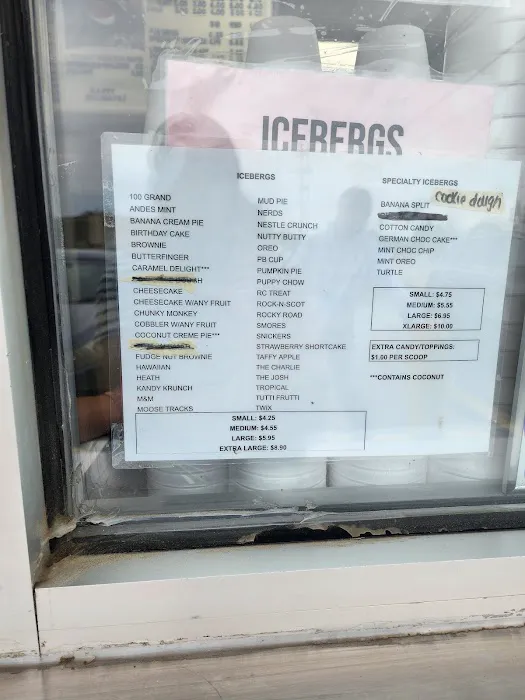 ICEBERGS
ICEBERGS
100 GRAND
ANDES MINT
BANANA CREAM PIE
BIRTHDAY CAKE
BROWNIE
BUTTERFINGER
CARAMEL DELIGHT***
CHEESECAKE
CHEESECAKE W/ANY FRUIT
CHUNKY MONKEY
COBBLER W/ANY FRUIT
COCONUT CREME PIE***
FUDGE NUT BROWNIE
HAWAIIAN
HEATH
KANDY KRUNCH
M&M
MOOSE TRACKS
MUD PIE
NERDS
NESTLE CRUNCH
NUTTY BUTTY
OREO
PB CUP
PUMPKIN PIE
PUPPY CHOW
RC TREAT
ROCK-N-SCOT
ROCKY ROAD
SMORES
SNICKERS
STRAWBERRY SHORTCAKE
TAFFY APPLE
THE CHARLIE
THE JOSH
TROPICAL
TUTTI FRUTTI
TWIX
SMALL: $4.25
MEDIUM: $4.55
LARGE: $5.95
EXTRA LARGE: $8.90
SPECIALTY ICEBERGS
cookie dough
BANANA SPLIT
COTTON CANDY
GERMAN CHOC CAKE***
MINT CHOC CHIP
MINT OREO
TURTLE
SMALL: $4.75
MEDIUM: $5.55
LARGE: $6.95
XLARGE: $10.00
EXTRA CANDY/TOPPINGS:
$1.00 PER SCOOP
***CONTAINS COCONUT